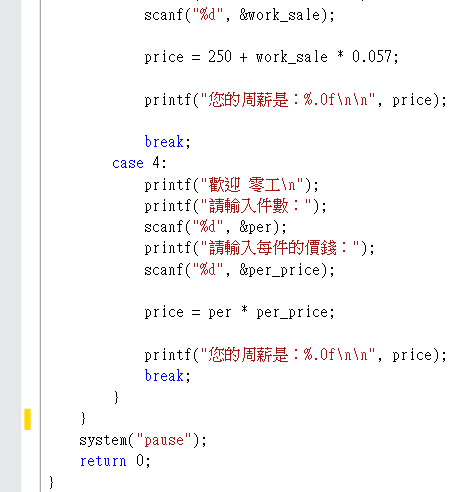 scanf("%d", &work_sale);
price = 250 + work_sale * 0.057;
printf("您的周薪是：%.0f\n\n", price);
break;
case 4:
printf("歡迎 零工\n");
printf("請輸入件數：");
scanf("%d", &per);
printf("請輸入每件的價錢：");
scanf("%d", &per_price);
price = per * per_price;
printf("您的周薪是：%.0f\n\n", price);
break;
}
}
system("pause");
return 0;
}